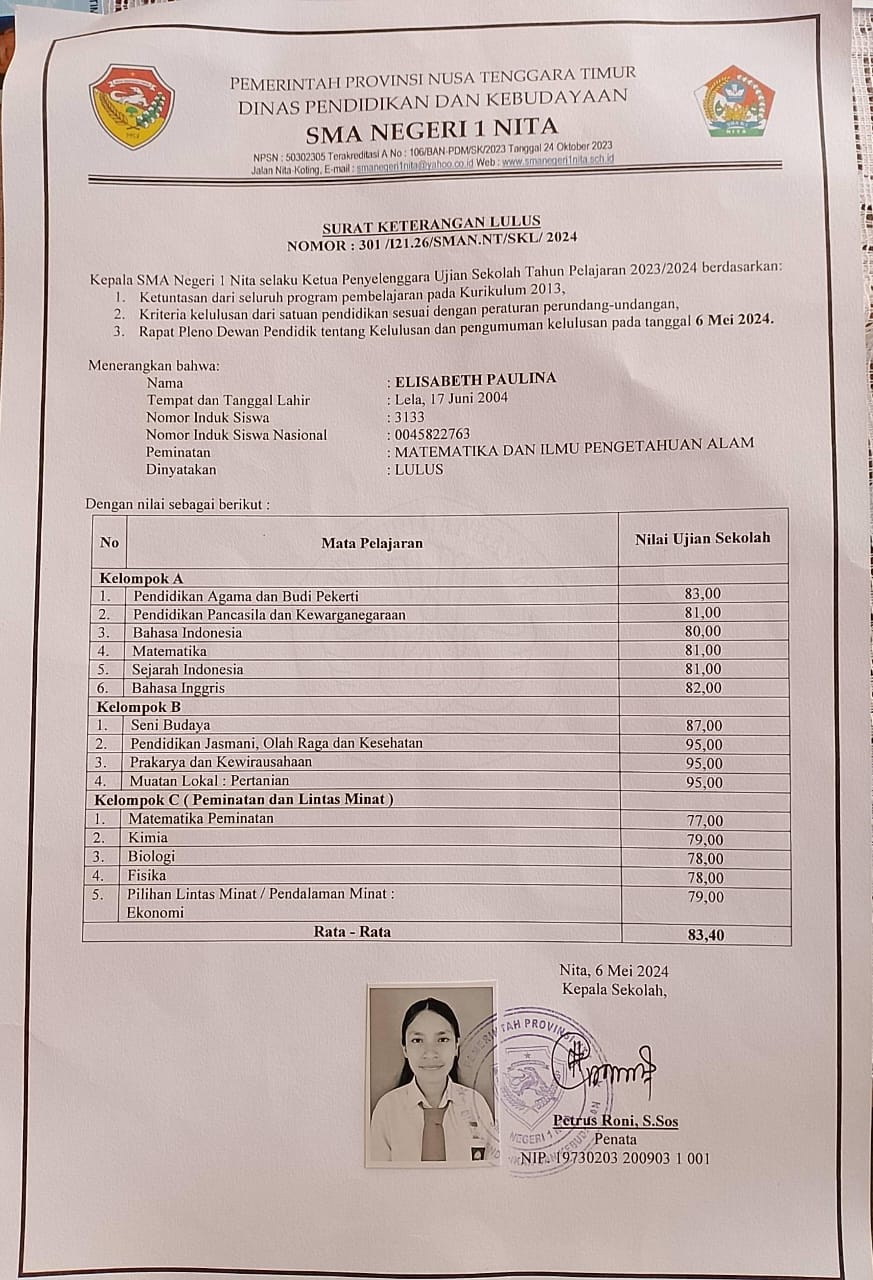 PEMERINTAH PROVINSI NUSA TENGGARA TIMUR
DINAS PENDIDIKAN DAN KEBUDAYAAN
SMA NEGERI 1 NITA
NPSN : 50302305 Terakreditasi A No : 106/BAN-PDM/SK/2023 Tanggal 24 Oktober 2023
Jalan Nita-Koting, E-mail : smanegeri1nita@yahoo.co.id Web : www.smanegeri1nita.sch.id
SURAT KETERANGAN LULUS
NOMOR : 301 /I21.26/SMAN.NT/SKL/ 2024
Kepala SMA Negeri 1 Nita selaku Ketua Penyelenggara Ujian Sekolah Tahun Pelajaran 2023/2024 berdasarkan:
1. Ketuntasan dari seluruh program pembelajaran pada Kurikulum 2013,
2. Kriteria kelulusan dari satuan pendidikan sesuai dengan peraturan perundang-undangan,
3. Rapat Pleno Dewan Pendidik tentang Kelulusan dan pengumuman kelulusan pada tanggal 6 Mei 2024.
Menerangkan bahwa:
Nama : ELISABETH PAULINA
Tempat dan Tanggal Lahir : Lela, 17 Juni 2004
Nomor Induk Siswa : 3133
Nomor Induk Siswa Nasional : 0045822763
Peminatan : MATEMATIKA DAN ILMU PENGETAHUAN ALAM
Dinyatakan : LULUS
Dengan nilai sebagai berikut :
No Mata Pelajaran Nilai Ujian Sekolah
Kelompok A
1. Pendidikan Agama dan Budi Pekerti 83,00
2. Pendidikan Pancasila dan Kewarganegaraan 81,00
3. Bahasa Indonesia 80,00
4. Matematika 81,00
5. Sejarah Indonesia 81,00
6. Bahasa Inggris 82,00
Kelompok B
1. Seni Budaya 87,00
2. Pendidikan Jasmani, Olah Raga dan Kesehatan 95,00
3. Prakarya dan Kewirausahaan 95,00
4. Muatan Lokal : Pertanian 95,00
Kelompok C ( Peminatan dan Lintas Minat )
1. Matematika Peminatan 77,00
2. Kimia 79,00
3. Biologi 78,00
4. Fisika 78,00
5. Pilihan Lintas Minat / Pendalaman Minat : 79,00
Ekonomi
Rata - Rata 83,40
Nita, 6 Mei 2024
Kepala Sekolah,
Petrus Roni, S.Sos
Penata
NIP. 19730203 200903 1 001